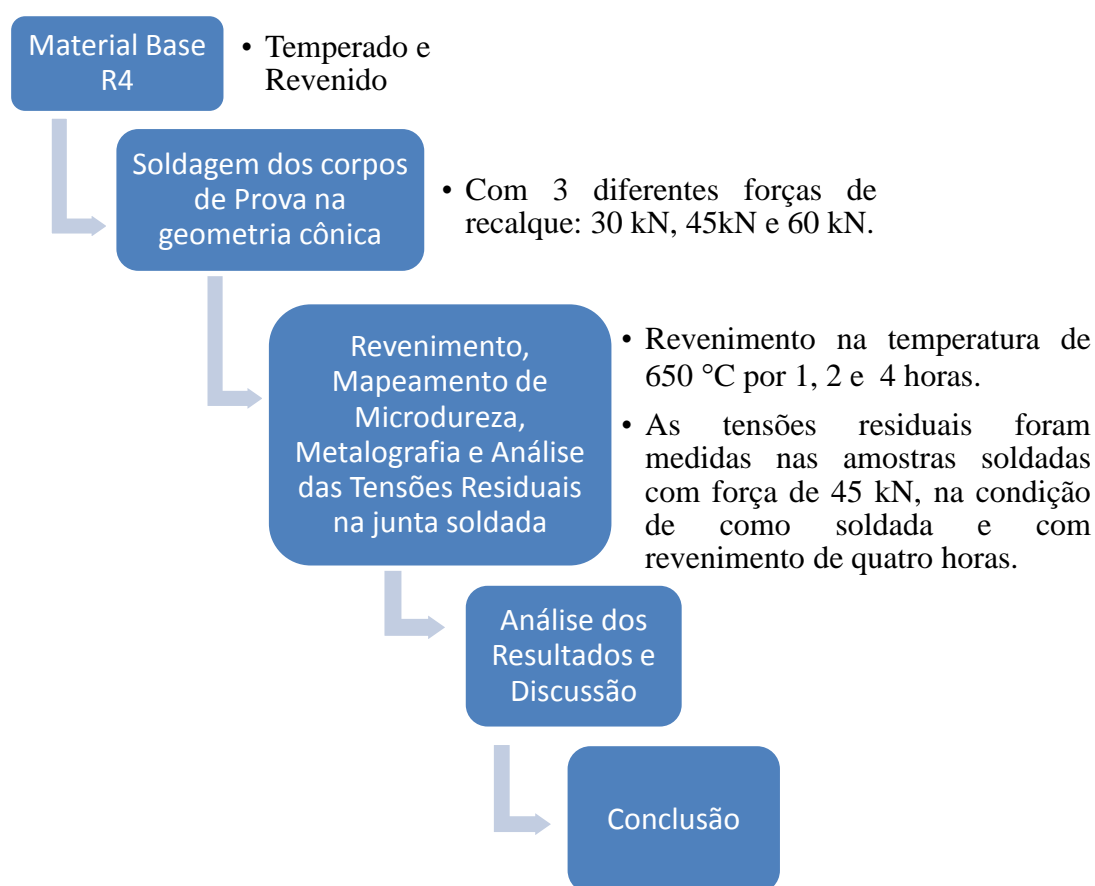 Material Base
R4
• Temperado e
Revenido
Soldagem dos corpos
de Prova na
geometria cônica
• Com 3 diferentes forças de
recalque: 30 kN, 45kN e 60 kN.
Revenimento,
Mapeamento de
Microdureza,
Metalografia e Análise
das Tensões Residuais
na junta soldada
• Revenimento na temperatura de
650 °C por 1, 2 e 4 horas.
• As tensões residuais foram
medidas nas amostras soldadas
com força de 45 kN, na condição
de como soldada e com
revenimento de quatro horas.
Análise dos
Resultados e
Discussão
Conclusão